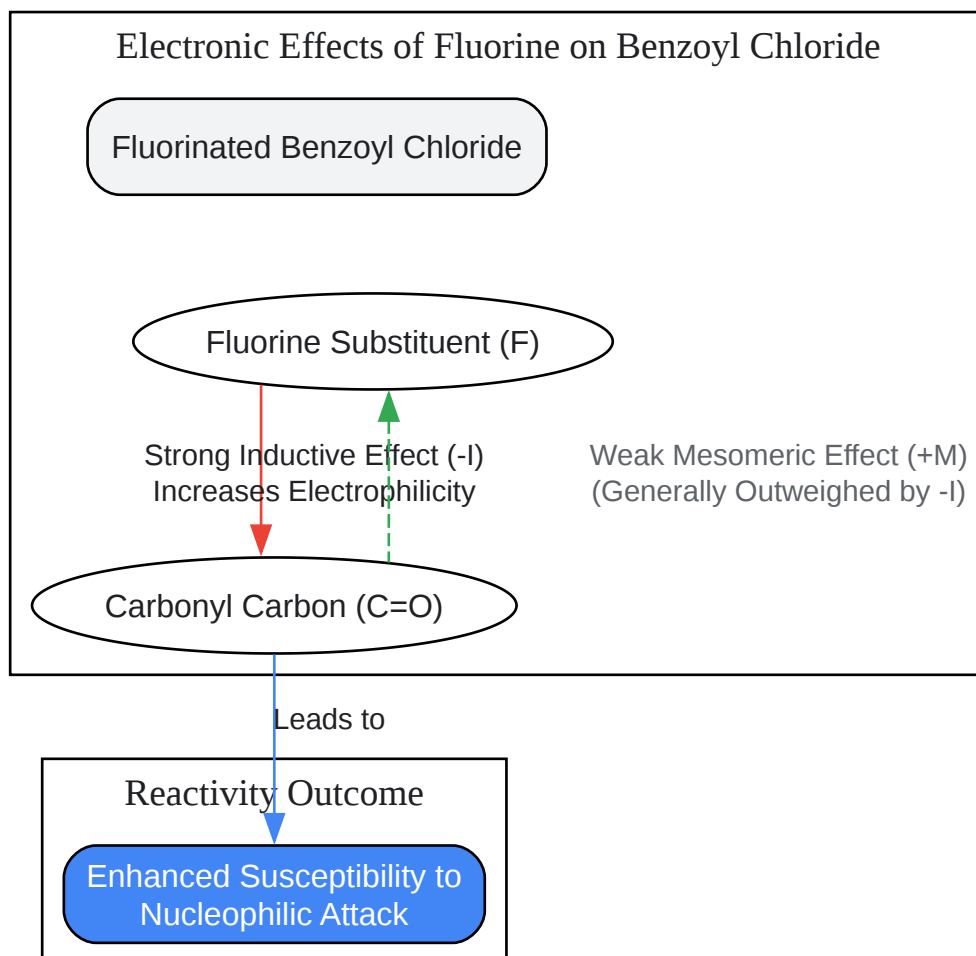 Electronic Effects of Fluorine on Benzoyl Chloride
Fluorinated Benzoyl Chloride
Fluorine Substituent (F)
Strong Inductive Effect (-I)
Increases Electrophilicity
Weak Mesomeric Effect (+M)
(Generally Outweighed by -I)
Carbonyl Carbon (C=O)
Leads to
Reactivity Outcome
Enhanced Susceptibility to
Nucleophilic Attack